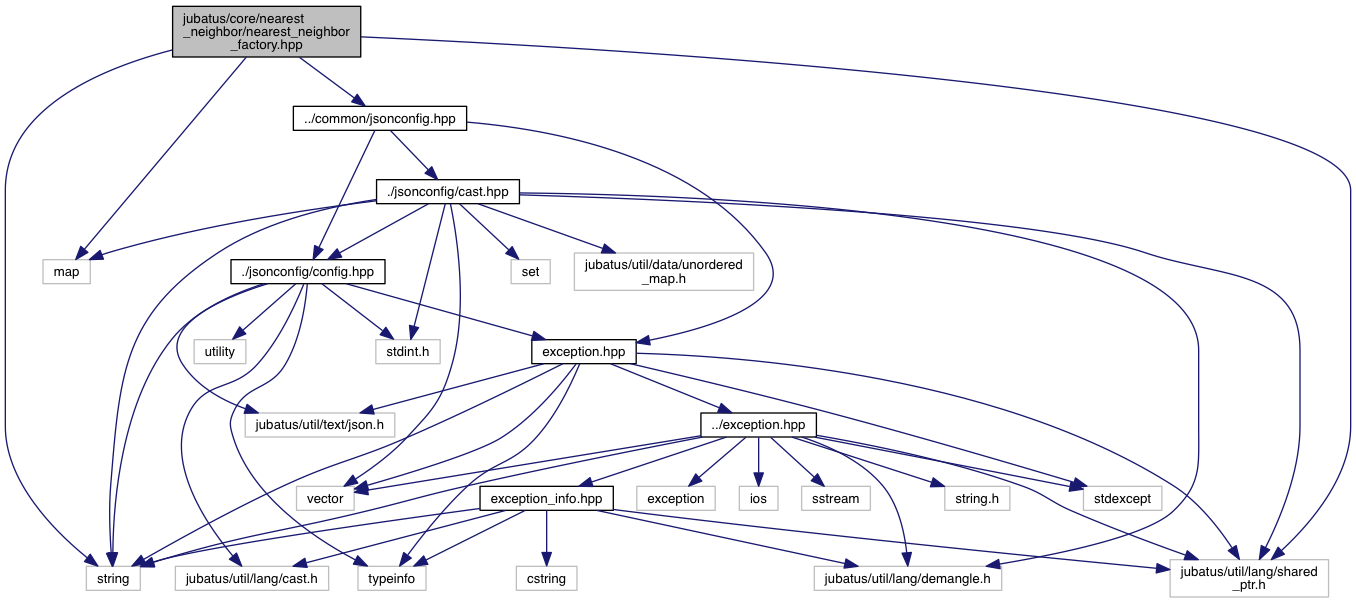 jubatus/core/nearest
_neighbor/nearest_neighbor
_factory.hpp
../common/jsonconfig.hpp
./jsonconfig/cast.hpp
map
./jsonconfig/config.hpp
set
jubatus/util/data/unordered
_map.h
utility
stdint.h
exception.hpp
jubatus/util/text/json.h
../exception.hpp
vector
exception_info.hpp
exception
ios
sstream
string.h
stdexcept
string
jubatus/util/lang/cast.h
typeinfo
cstring
jubatus/util/lang/demangle.h
jubatus/util/lang/shared
_ptr.h